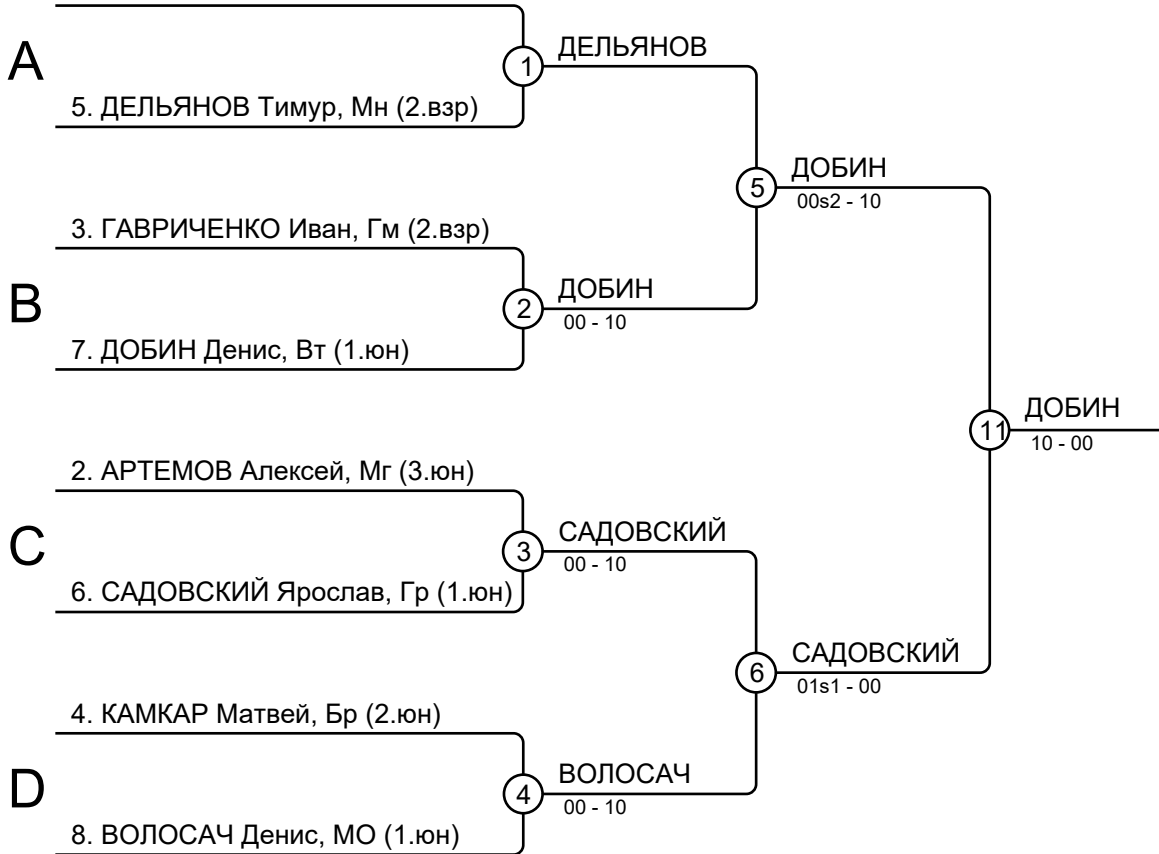 A
1
ДЕЛЬЯНОВ
5. ДЕЛЬЯНОВ Тимур, Мн (2.взр)
5
ДОБИН
00s2 - 10
3. ГАВРИЧЕНКО Иван, Гм (2.взр)
B
2
ДОБИН
00 - 10
7. ДОБИН Денис, Вт (1.юн)
11
ДОБИН
10 - 00
2. АРТЕМОВ Алексей, Мг (3.юн)
C
3
САДОВСКИЙ
00 - 10
6. САДОВСКИЙ Ярослав, Гр (1.юн)
6
САДОВСКИЙ
01s1 - 00
4. КАМКАР Матвей, Бр (2.юн)
D
4
ВОЛОСАЧ
00 - 10
8. ВОЛОСАЧ Денис, МО (1.юн)